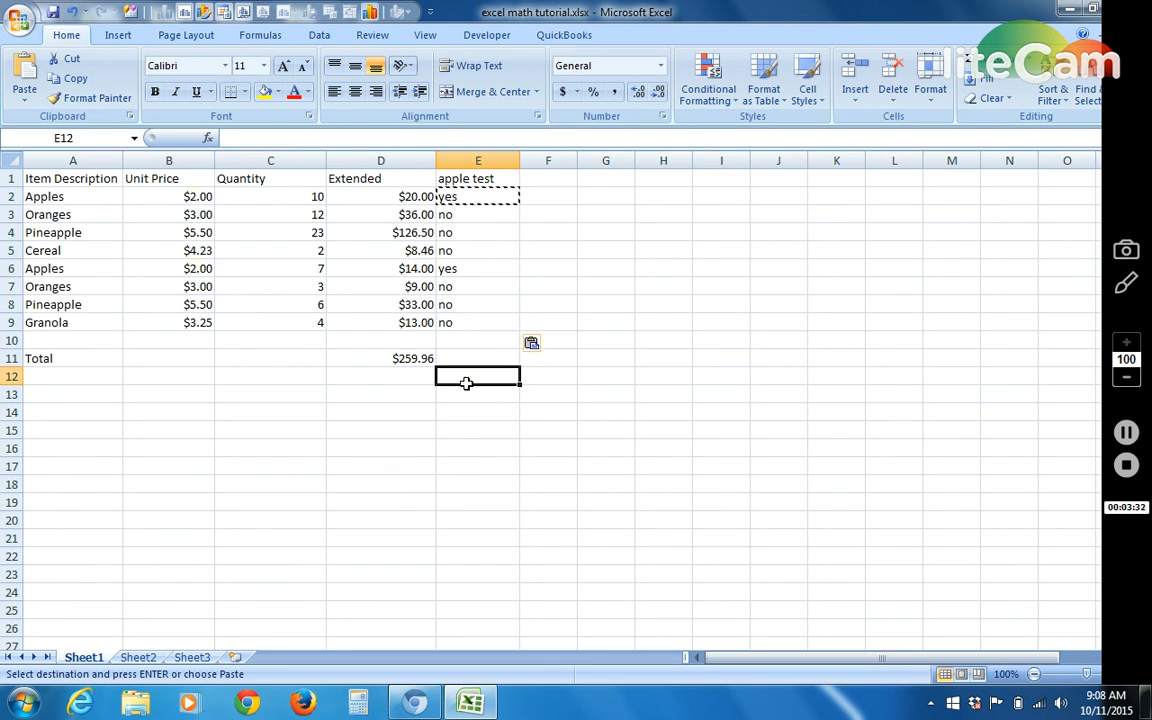 excel math tutorial.xlsx - Microsoft Excel
Home Insert Page Layout Formulas Data Review View Developer QuickBooks
liteCam
Paste
Cut
Copy
Format Painter
Clipboard
Calibri 11
B I U
Font
Wrap Text
Merge & Center
Alignment
General
$ % ,
Number
Conditional Formatting
Format as Table
Cell Styles
Styles
Insert Delete Format
Cells
Fill
Clear
Sort & Filter
Find & Select
Editing
E12 fx
A B C D E F G H I J K L M N O
1 Item Description Unit Price Quantity Extended apple test
2 Apples $2.00 10 $20.00 yes
3 Oranges $3.00 12 $36.00 no
4 Pineapple $5.50 23 $126.50 no
5 Cereal $4.23 2 $8.46 no
6 Apples $2.00 7 $14.00 yes
7 Oranges $3.00 3 $9.00 no
8 Pineapple $5.50 6 $33.00 no
9 Granola $3.25 4 $13.00 no
10
11 Total $259.96
12
13
14
15
16
17
18
19
20
21
22
23
24
25
26
27
100
00:03:32
Sheet1 Sheet2 Sheet3
Select destination and press ENTER or choose Paste
100%
9:08 AM
10/11/2015